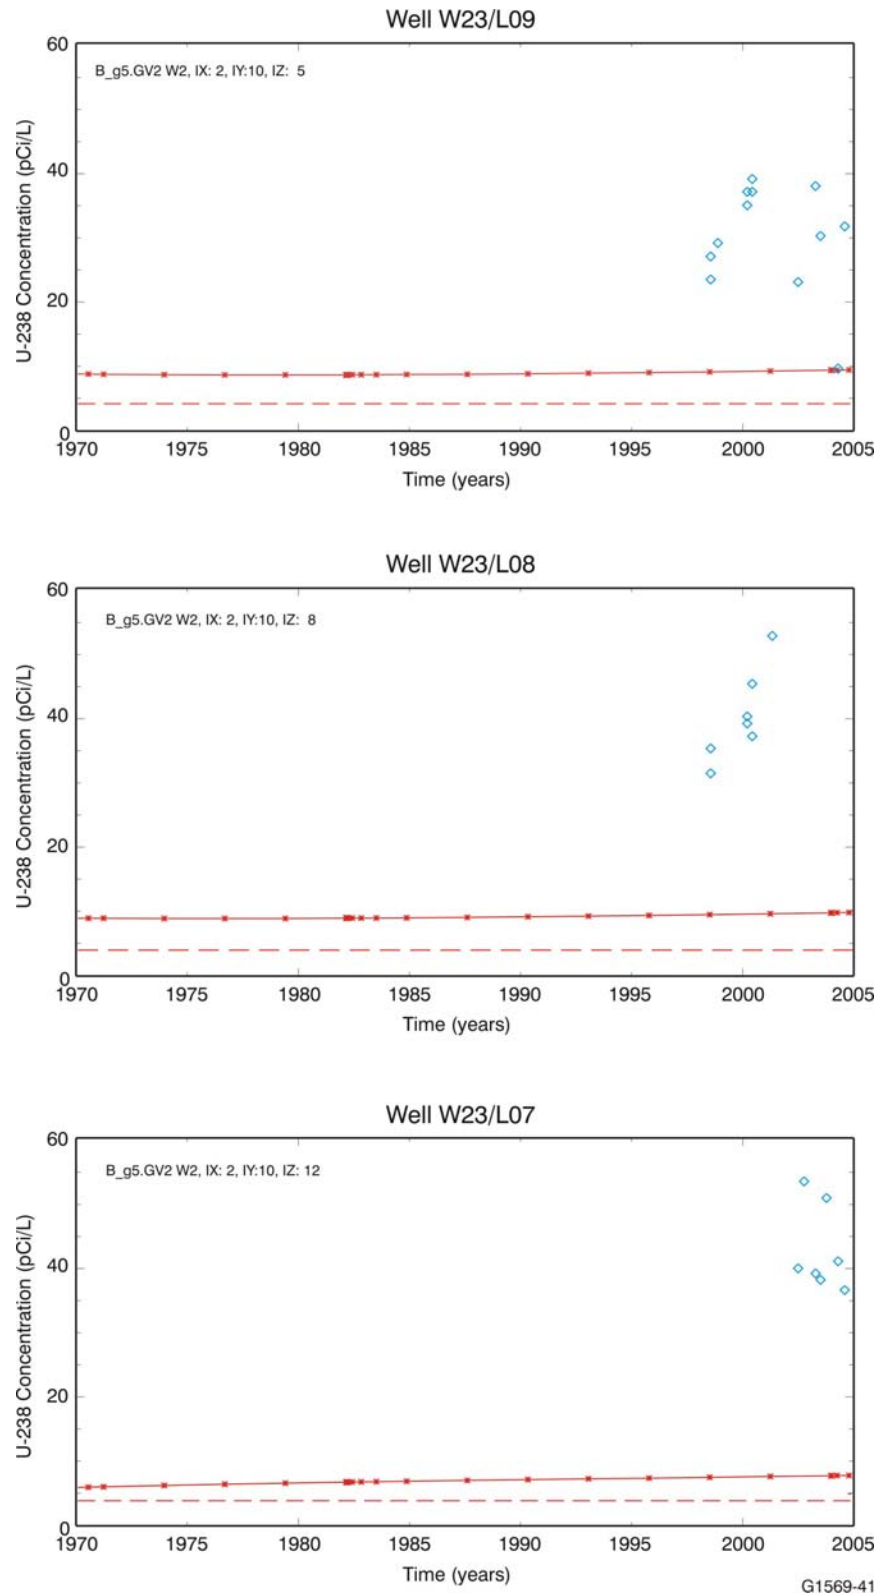 Well W23/L09
60
B_g5.GV2 W2, IX: 2, IY:10, IZ: 5
40
U-238 Concentration (pCi/L)
20
0
1970 1975 1980 1985 1990 1995 2000 2005
Time (years)
Well W23/L08
60
B_g5.GV2 W2, IX: 2, IY:10, IZ: 8
40
U-238 Concentration (pCi/L)
20
0
1970 1975 1980 1985 1990 1995 2000 2005
Time (years)
Well W23/L07
60
B_g5.GV2 W2, IX: 2, IY:10, IZ: 12
40
U-238 Concentration (pCi/L)
20
0
1970 1975 1980 1985 1990 1995 2000 2005
Time (years)
G1569-41